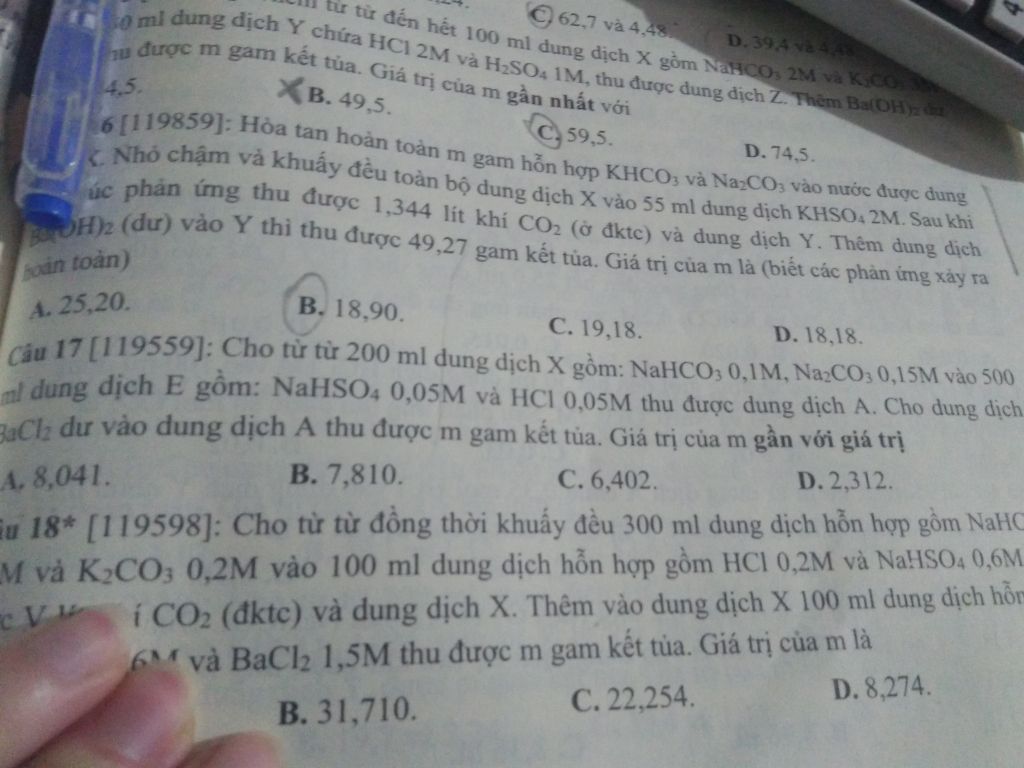 C. 62,7 và 4,48.
D. 39,4 và 4,48.
từ từ đến hết 100 ml dung dịch X gồm NaHCO₃ 2M và K₂CO₃
0 ml dung dịch Y chứa HCl 2M và H₂SO₄ 1M, thu được dung dịch Z. Thêm Ba(OH)₂ dư
thu được m gam kết tủa. Giá trị của m gần nhất với
4,5.
B. 49,5.
C. 59,5.
D. 74,5.
6 [119859]: Hòa tan hoàn toàn m gam hỗn hợp KHCO₃ và Na₂CO₃ vào nước được dung
X. Nhỏ chậm và khuấy đều toàn bộ dung dịch X vào 55 ml dung dịch KHSO₄ 2M. Sau khi
úc phản ứng thu được 1,344 lít khí CO₂ (ở đktc) và dung dịch Y. Thêm dung dịch
Ba(OH)₂ (dư) vào Y thì thu được 49,27 gam kết tủa. Giá trị của m là (biết các phản ứng xảy ra
hoàn toàn)
A. 25,20.
B. 18,90.
C. 19,18.
D. 18,18.
Câu 17 [119559]: Cho từ từ 200 ml dung dịch X gồm: NaHCO₃ 0,1M, Na₂CO₃ 0,15M vào 500
ml dung dịch E gồm: NaHSO₄ 0,05M và HCl 0,05M thu được dung dịch A. Cho dung dịch
BaCl₂ dư vào dung dịch A thu được m gam kết tủa. Giá trị của m gần với giá trị
A. 8,041.
B. 7,810.
C. 6,402.
D. 2,312.
âu 18* [119598]: Cho từ từ đồng thời khuấy đều 300 ml dung dịch hỗn hợp gồm NaHC
M và K₂CO₃ 0,2M vào 100 ml dung dịch hỗn hợp gồm HCl 0,2M và NaHSO₄ 0,6M
c V í CO₂ (đktc) và dung dịch X. Thêm vào dung dịch X 100 ml dung dịch hỗn
6M và BaCl₂ 1,5M thu được m gam kết tủa. Giá trị của m là
B. 31,710.
C. 22,254.
D. 8,274.